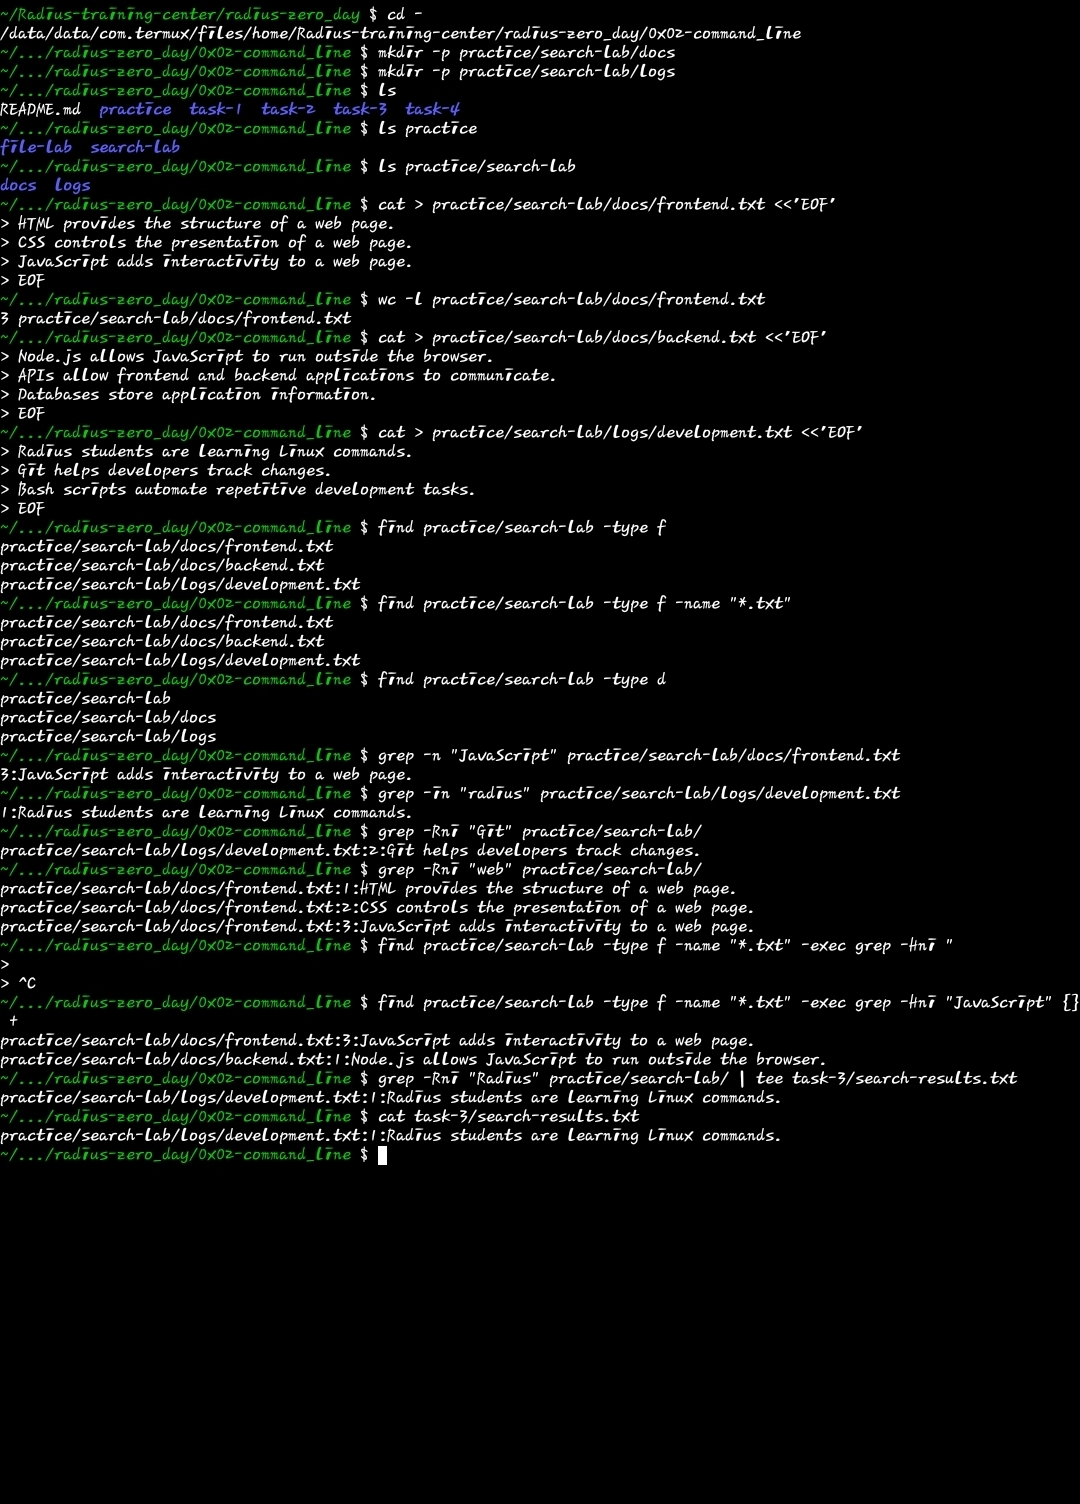 ~/Radius-training-center/radius-zero_day $ cd -
/data/data/com.termux/files/home/Radius-training-center/radius-zero_day/0x02-command_line
~/.../radius-zero_day/0x02-command_line $ mkdir -p practice/search-lab/docs
~/.../radius-zero_day/0x02-command_line $ mkdir -p practice/search-lab/logs
~/.../radius-zero_day/0x02-command_line $ ls
README.md  practice  task-1  task-2  task-3  task-4
~/.../radius-zero_day/0x02-command_line $ ls practice
file-lab  search-lab
~/.../radius-zero_day/0x02-command_line $ ls practice/search-lab
docs  logs
~/.../radius-zero_day/0x02-command_line $ cat > practice/search-lab/docs/frontend.txt <<'EOF'
> HTML provides the structure of a web page.
> CSS controls the presentation of a web page.
> JavaScript adds interactivity to a web page.
> EOF
~/.../radius-zero_day/0x02-command_line $ wc -l practice/search-lab/docs/frontend.txt
3 practice/search-lab/docs/frontend.txt
~/.../radius-zero_day/0x02-command_line $ cat > practice/search-lab/docs/backend.txt <<'EOF'
> Node.js allows JavaScript to run outside the browser.
> APIs allow frontend and backend applications to communicate.
> Databases store application information.
> EOF
~/.../radius-zero_day/0x02-command_line $ cat > practice/search-lab/logs/development.txt <<'EOF'
> Radius students are learning Linux commands.
> Git helps developers track changes.
> Bash scripts automate repetitive development tasks.
> EOF
~/.../radius-zero_day/0x02-command_line $ find practice/search-lab -type f
practice/search-lab/docs/frontend.txt
practice/search-lab/docs/backend.txt
practice/search-lab/logs/development.txt
~/.../radius-zero_day/0x02-command_line $ find practice/search-lab -type f -name "*.txt"
practice/search-lab/docs/frontend.txt
practice/search-lab/docs/backend.txt
practice/search-lab/logs/development.txt
~/.../radius-zero_day/0x02-command_line $ find practice/search-lab -type d
practice/search-lab
practice/search-lab/docs
practice/search-lab/logs
~/.../radius-zero_day/0x02-command_line $ grep -n "JavaScript" practice/search-lab/docs/frontend.txt
3:JavaScript adds interactivity to a web page.
~/.../radius-zero_day/0x02-command_line $ grep -in "radius" practice/search-lab/logs/development.txt
1:Radius students are learning Linux commands.
~/.../radius-zero_day/0x02-command_line $ grep -Rni "Git" practice/search-lab/
practice/search-lab/logs/development.txt:2:Git helps developers track changes.
~/.../radius-zero_day/0x02-command_line $ grep -Rni "web" practice/search-lab/
practice/search-lab/docs/frontend.txt:1:HTML provides the structure of a web page.
practice/search-lab/docs/frontend.txt:2:CSS controls the presentation of a web page.
practice/search-lab/docs/frontend.txt:3:JavaScript adds interactivity to a web page.
~/.../radius-zero_day/0x02-command_line $ find practice/search-lab -type f -name "*.txt" -exec grep -Hni "
>
> ^C
~/.../radius-zero_day/0x02-command_line $ find practice/search-lab -type f -name "*.txt" -exec grep -Hni "JavaScript" {}
 +
practice/search-lab/docs/frontend.txt:3:JavaScript adds interactivity to a web page.
practice/search-lab/docs/backend.txt:1:Node.js allows JavaScript to run outside the browser.
~/.../radius-zero_day/0x02-command_line $ grep -Rni "Radius" practice/search-lab/ | tee task-3/search-results.txt
practice/search-lab/logs/development.txt:1:Radius students are learning Linux commands.
~/.../radius-zero_day/0x02-command_line $ cat task-3/search-results.txt
practice/search-lab/logs/development.txt:1:Radius students are learning Linux commands.
~/.../radius-zero_day/0x02-command_line $